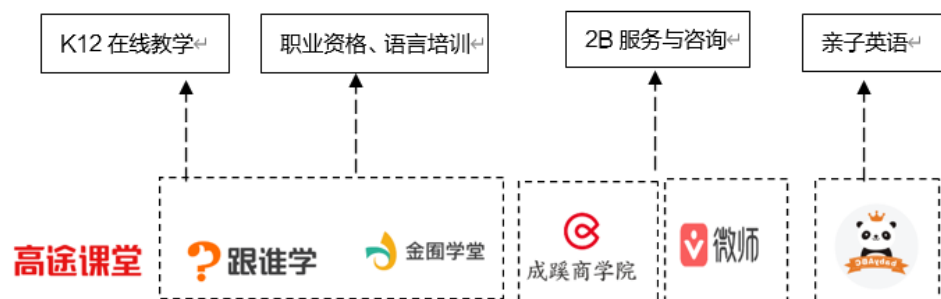 K12 在线教学↵
职业资格、语言培训↵
2B 服务与咨询↵
亲子英语↵
高途课堂
跟谁学
金囿学堂
成蹊商学院
微师
babyABC